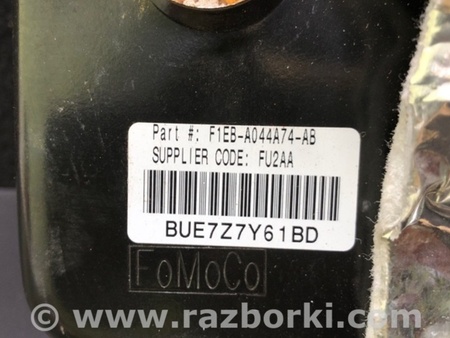 Part #: F1EB-A044A74-AB
SUPPLIER CODE: FU2AA
BUE7Z7Y61BD
FoMoCo
www.razborki.com